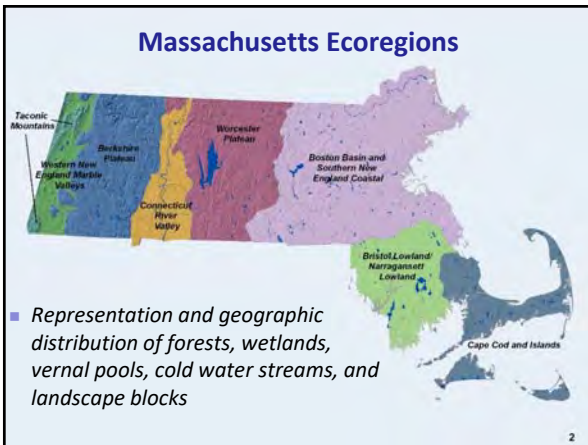 Massachusetts Ecoregions
Taconic
Mountains
Western New
England Marble
Valleys
Berkshire
Plateau
Connecticut
River
Valley
Worcester
Plateau
Boston Basin and
Southern New
England Coastal
Bristol Lowland/
Narragansett
Lowland
Cape Cod and Islands
Representation and geographic
distribution of forests, wetlands,
vernal pools, cold water streams, and
landscape blocks
2